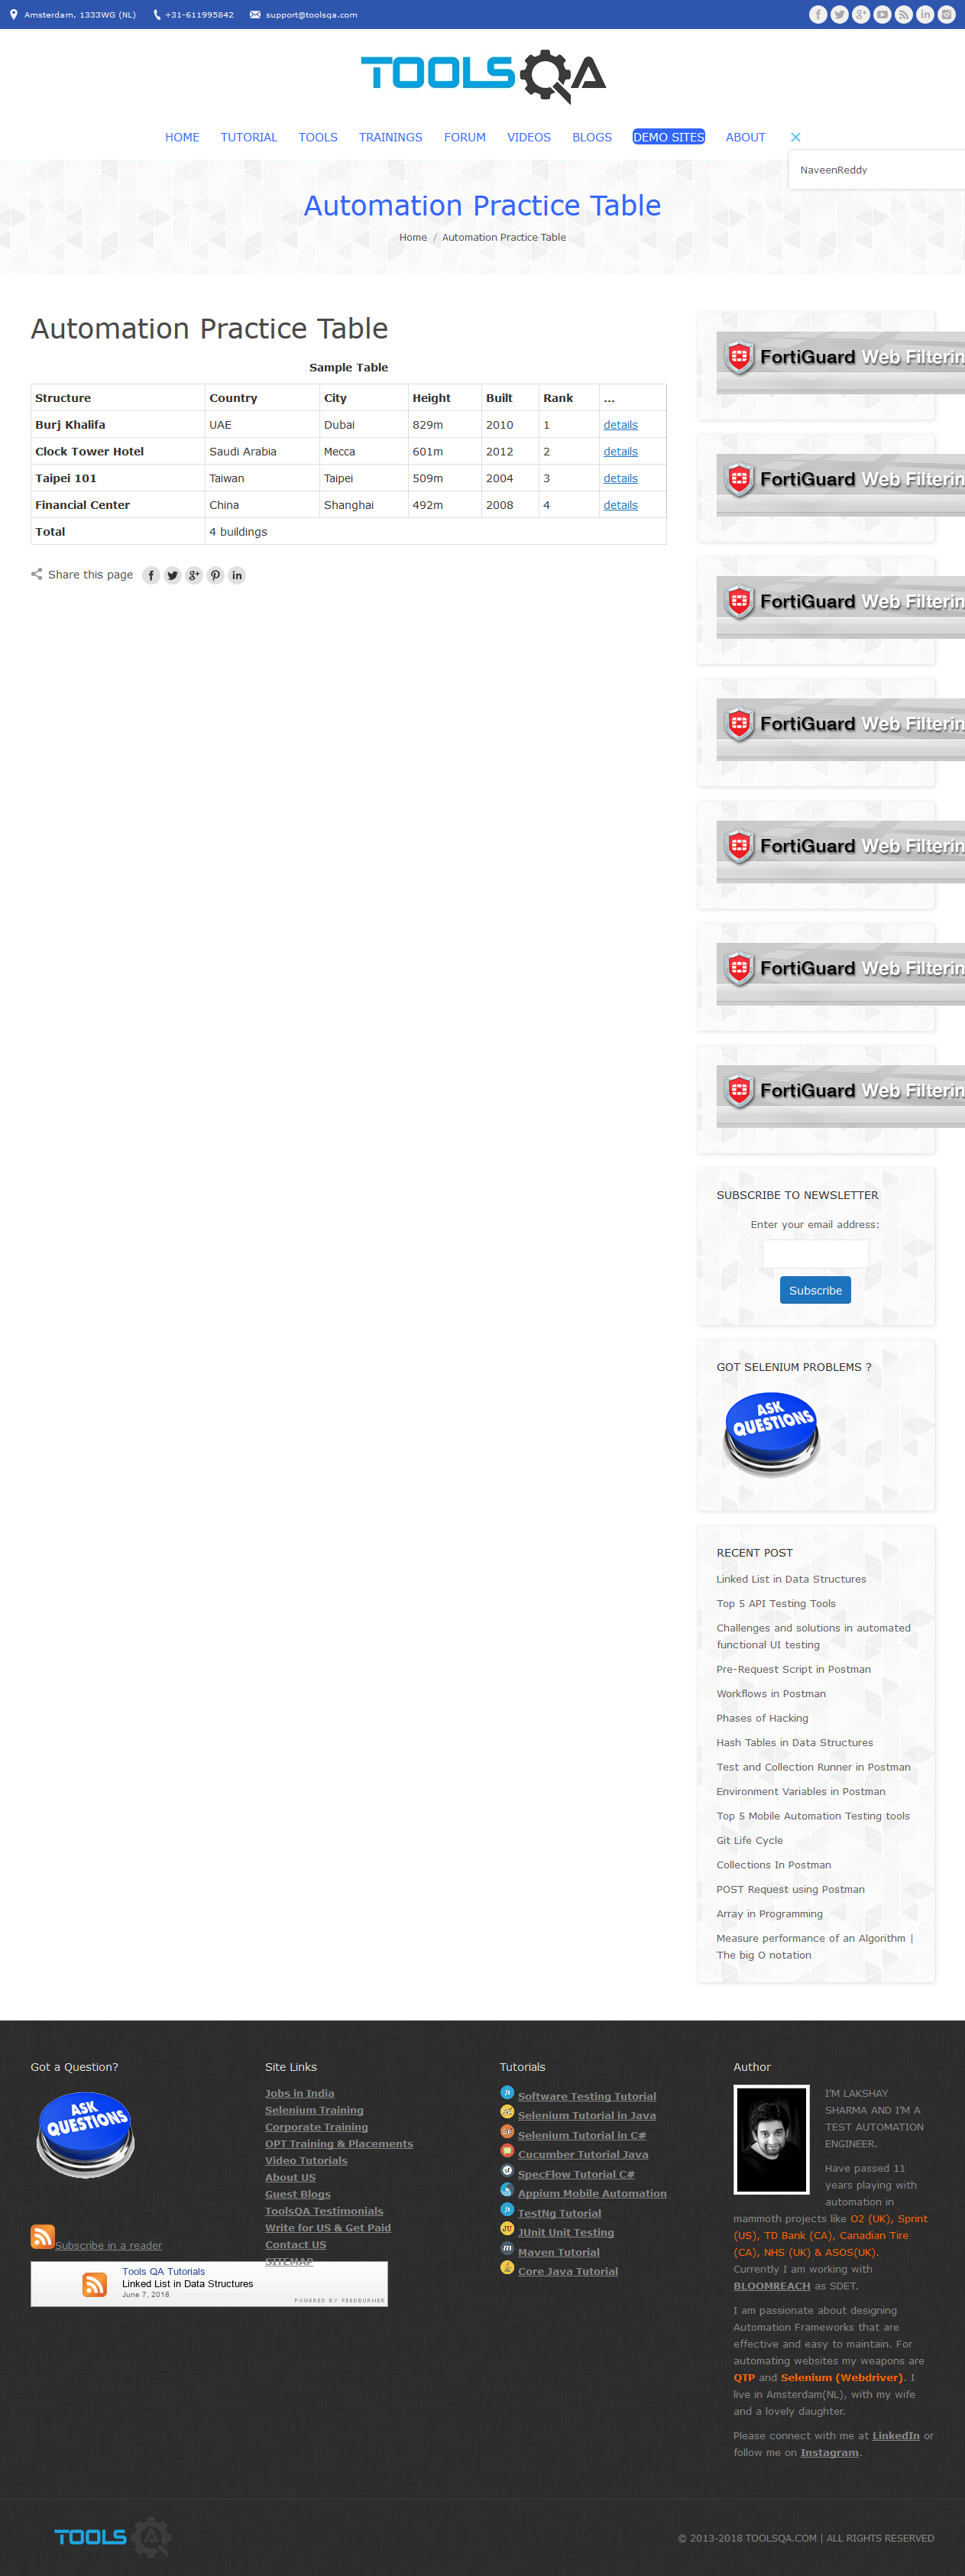 Amsterdam, 1333WG (NL) +31-611995842 support@toolsqa.com
TOOLSQA
HOME TUTORIAL TOOLS TRAININGS FORUM VIDEOS BLOGS DEMO SITES ABOUT
NaveenReddy
Automation Practice Table
Home / Automation Practice Table
Automation Practice Table
Sample Table
Structure Country City Height Built Rank ...
Burj Khalifa UAE Dubai 829m 2010 1 details
Clock Tower Hotel Saudi Arabia Mecca 601m 2012 2 details
Taipei 101 Taiwan Taipei 509m 2004 3 details
Financial Center China Shanghai 492m 2008 4 details
Total 4 buildings
Share this page
FortiGuard Web Filterin
FortiGuard Web Filterin
FortiGuard Web Filterin
FortiGuard Web Filterin
FortiGuard Web Filterin
FortiGuard Web Filterin
FortiGuard Web Filterin
SUBSCRIBE TO NEWSLETTER
Enter your email address:
Subscribe
GOT SELENIUM PROBLEMS ?
ASK
QUESTIONS
RECENT POST
Linked List in Data Structures
Top 5 API Testing Tools
Challenges and solutions in automated
functional UI testing
Pre-Request Script in Postman
Workflows in Postman
Phases of Hacking
Hash Tables in Data Structures
Test and Collection Runner in Postman
Environment Variables in Postman
Top 5 Mobile Automation Testing tools
Git Life Cycle
Collections In Postman
POST Request using Postman
Array in Programming
Measure performance of an Algorithm |
The big O notation
Got a Question?
ASK
QUESTIONS
Subscribe in a reader
Tools QA Tutorials
Linked List in Data Structures
June 7, 2018
POWERED BY FEEDBURNER
Site Links
Jobs in India
Selenium Training
Corporate Training
OPT Training & Placements
Video Tutorials
About US
Guest Blogs
ToolsQA Testimonials
Write for US & Get Paid
Contact US
SITEMAP
Tutorials
Software Testing Tutorial
Selenium Tutorial in Java
Selenium Tutorial in C#
Cucumber Tutorial Java
SpecFlow Tutorial C#
Appium Mobile Automation
TestNg Tutorial
JUnit Unit Testing
Maven Tutorial
Core Java Tutorial
Author
I'M LAKSHAY
SHARMA AND I'M A
TEST AUTOMATION
ENGINEER.
Have passed 11
years playing with
automation in
mammoth projects like O2 (UK), Sprint
(US), TD Bank (CA), Canadian Tire
(CA), NHS (UK) & ASOS(UK).
Currently I am working with
BLOOMREACH as SDET.
I am passionate about designing
Automation Frameworks that are
effective and easy to maintain. For
automating websites my weapons are
QTP and Selenium (Webdriver). I
live in Amsterdam(NL), with my wife
and a lovely daughter.
Please connect with me at LinkedIn or
follow me on Instagram.
TOOLSQA
© 2013-2018 TOOLSQA.COM | ALL RIGHTS RESERVED